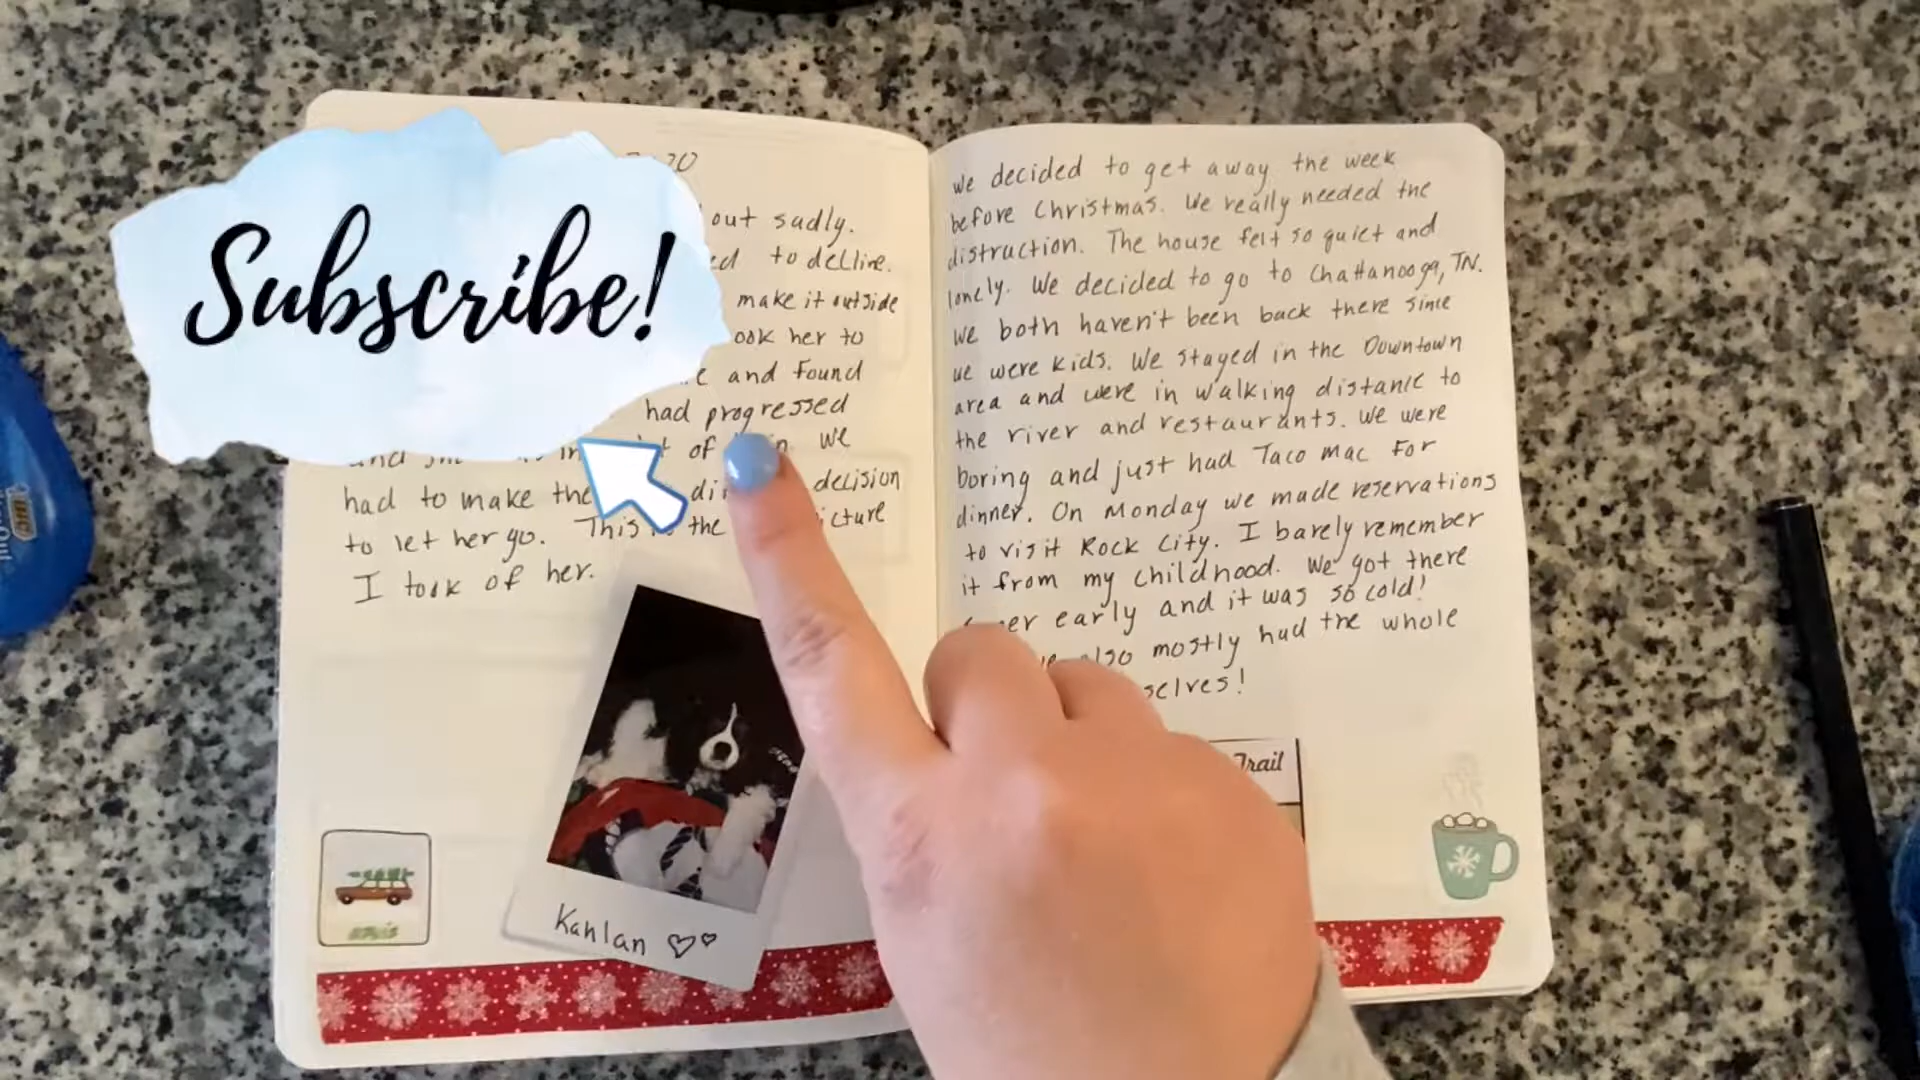 Subscribe!
out sadly.
to decline.
make it outside
her to
and found
had progressed
of we
had to make the decision
to let her go. This the
I took of her.
Kahlan
we decided to get away the week
before Christmas. We really needed the
distruction. The house felt so quiet and
lonely. We decided to go to Chattanooga, TN.
We both haven't been back there since
we were kids. We stayed in the Downtown
area and were in walking distance to
the river and restaurants. We were
boring and just had Taco Mac for
dinner. On Monday we made reservations
to visit Rock City. I barely remember
it from my childhood. We got there
early and it was so cold!
also mostly had the whole
selves!
Trail